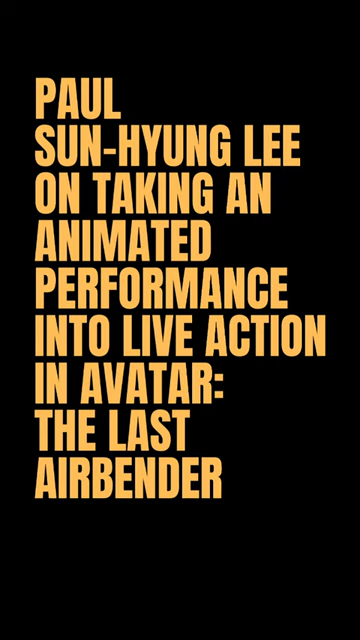 PAUL
SUN-HYUNG LEE
ON TAKING AN
ANIMATED
PERFORMANCE
INTO LIVE ACTION
IN AVATAR:
THE LAST
AIRBENDER